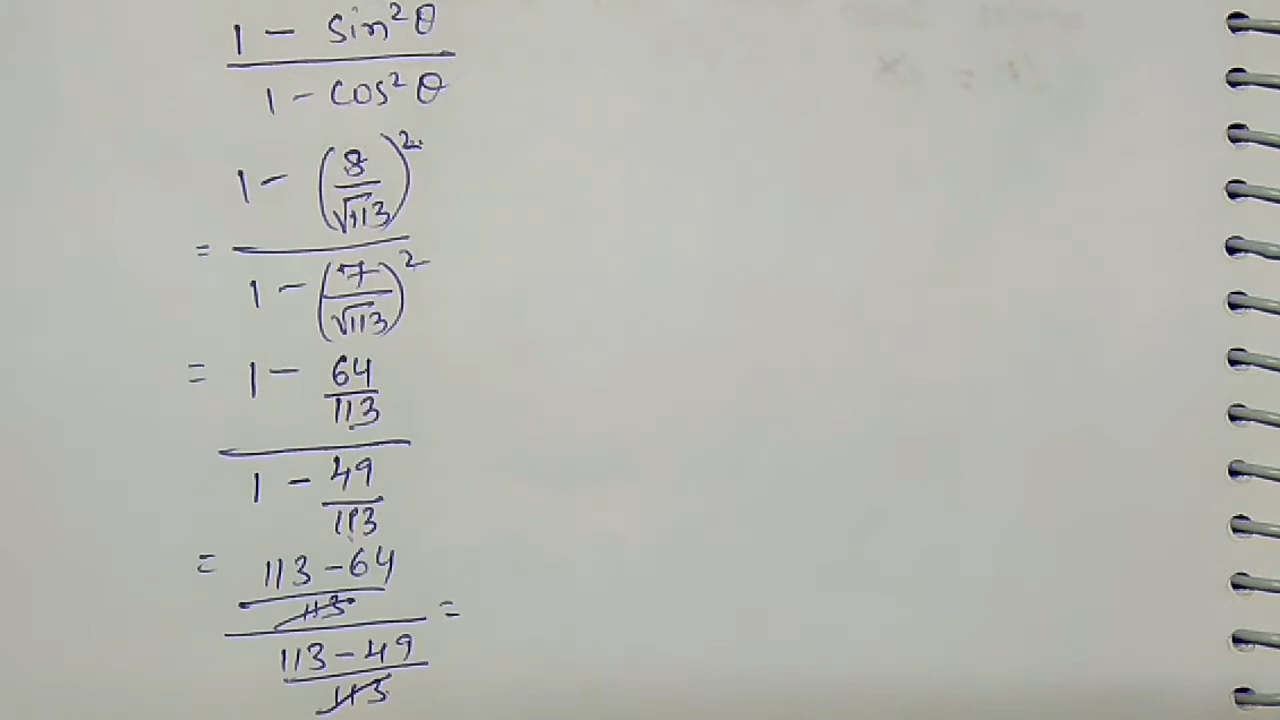 1 - sin²θ
1 - cos²θ
1 - (8/√113)²
=
1 - (7/√113)²
= 1 - 64/113
1 - 49/113
= 113 - 64
113
=
113 - 49
113